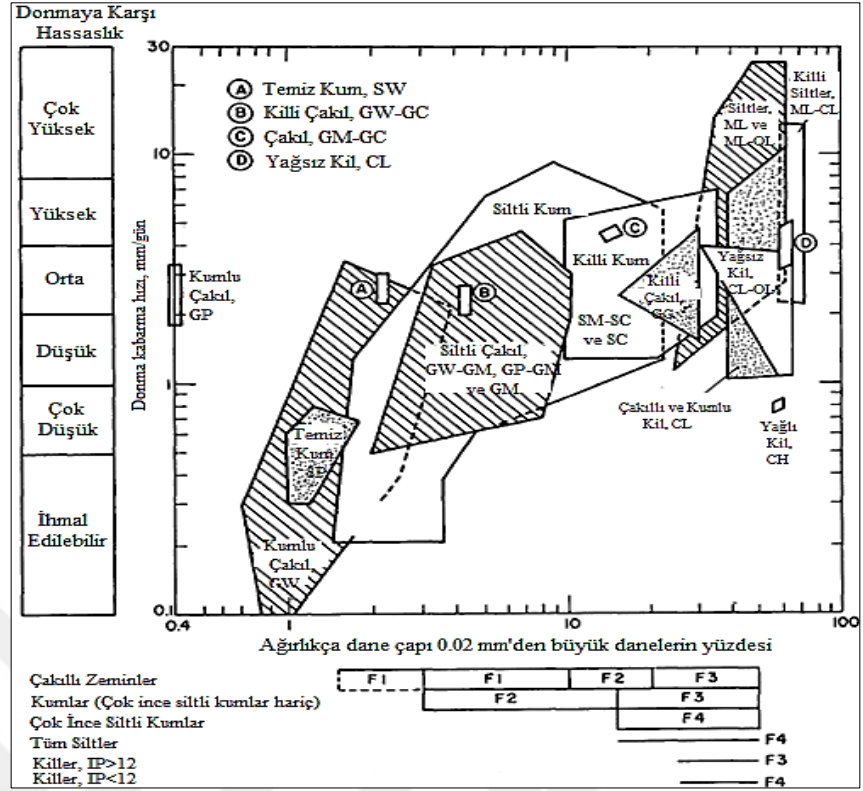 Donmaya Karşı
Hassaslık
Çok
Yüksek
Yüksek
Orta
Düşük
Çok
Düşük
İhmal
Edilebilir
Donma kabarma hızı, mm/gün
30
10
1
0.1
0.4
1
10
100
A Temiz Kum, SW
B Killi Çakıl, GW-GC
C Çakıl, GM-GC
D Yağsız Kil, CL
Kumlu
Çakıl,
GP
A
B
C
D
Siltli Kum
Killi Kum
SM-SC
ve SC
Siltli Çakıl,
GW-GM, GP-GM
ve GM
Temiz
Kum SP
Kumlu
Çakıl,
GW
Killi
Çakıl,
GG
Siltler,
ML ve
ML-OL
Killi
Siltler,
ML-CL
Yağsız
Kil,
CL-OL
Çakıllı ve Kumlu
Kil, CL
Yağlı
Kil,
CH
Ağırlıkça dane çapı 0.02 mm'den büyük danelerin yüzdesi
Çakıllı Zeminler F1 F1 F2 F3
Kumlar (Çok ince siltli kumlar hariç) F2 F3
Çok İnce Siltli Kumlar F4
Tüm Siltler F4
Killer, IP>12 F3
Killer, IP<12 F4